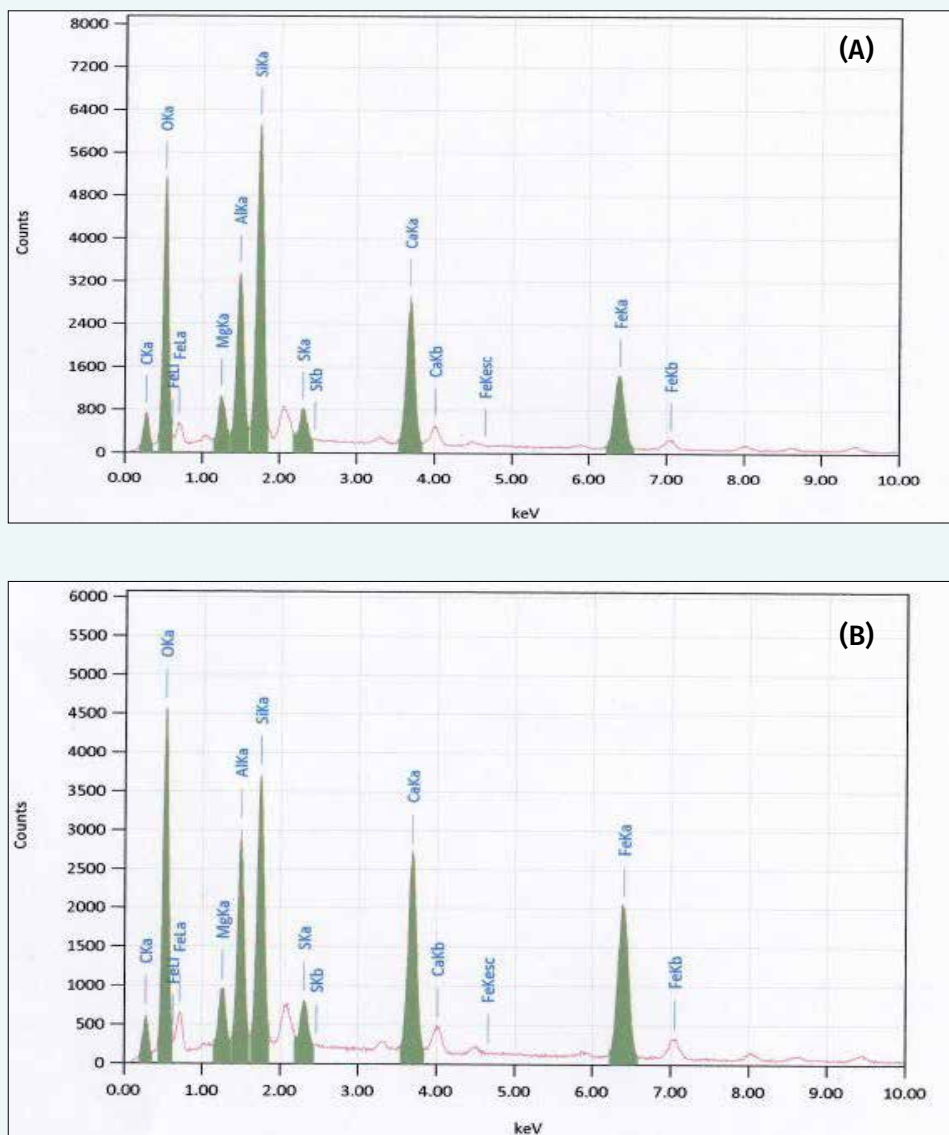 (A)
8000
7200
6400
5600
4800
4000
3200
2400
1600
800
0
Counts
CKa
OKa
FeLl
FeLa
MgKa
AlKa
SiKa
SKa
SKb
CaKa
CaKb
FeKesc
FeKa
FeKb
0.00 1.00 2.00 3.00 4.00 5.00 6.00 7.00 8.00 9.00 10.00
keV
(B)
6000
5500
5000
4500
4000
3500
3000
2500
2000
1500
1000
500
0
Counts
CKa
OKa
FeLl
FeLa
MgKa
AlKa
SiKa
SKa
SKb
CaKa
CaKb
FeKesc
FeKa
FeKb
0.00 1.00 2.00 3.00 4.00 5.00 6.00 7.00 8.00 9.00 10.00
keV